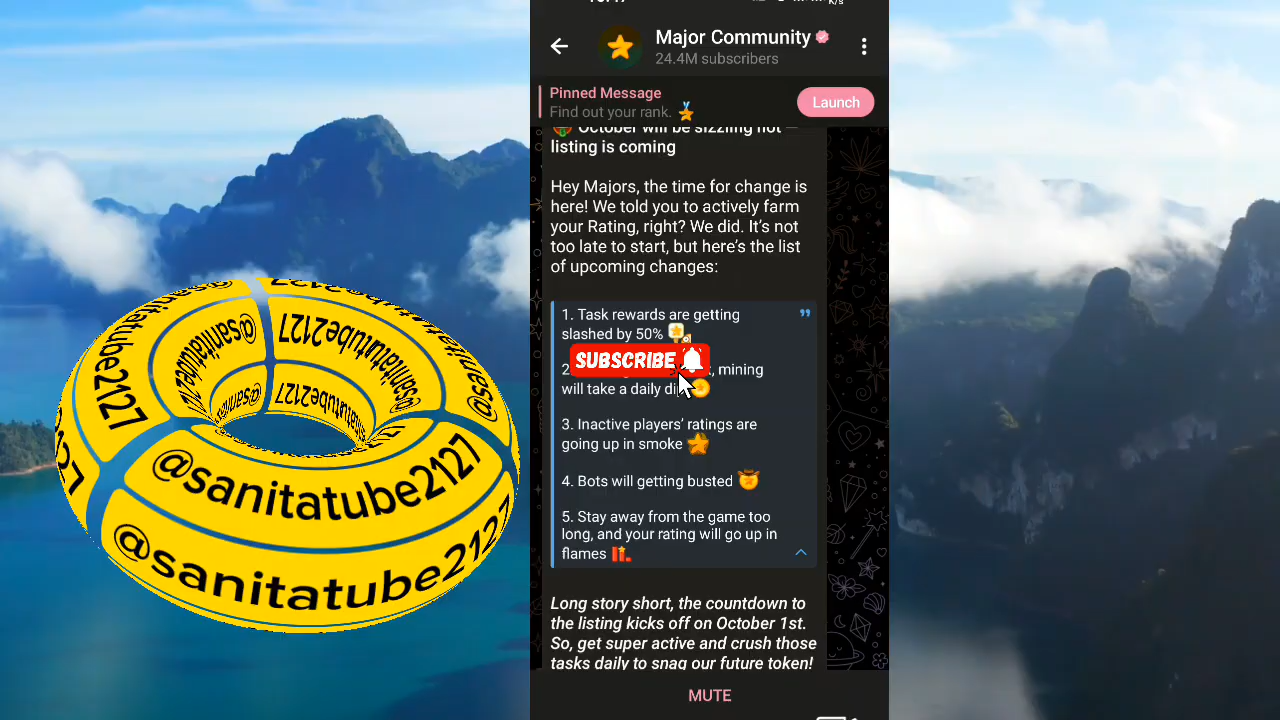 K/s
Major Community
24.4M subscribers
Pinned Message
Find out your rank.
Launch
October will be sizzling hot —
listing is coming
Hey Majors, the time for change is
here! We told you to actively farm
your Rating, right? We did. It's not
too late to start, but here's the list
of upcoming changes:
1. Task rewards are getting
slashed by 50%
SUBSCRIBE
2. , mining
will take a daily dip
3. Inactive players' ratings are
going up in smoke
4. Bots will getting busted
5. Stay away from the game too
long, and your rating will go up in
flames
Long story short, the countdown to
the listing kicks off on October 1st.
So, get super active and crush those
tasks daily to snag our future token!
MUTE
@sanitatube2127
@sanitatube2127